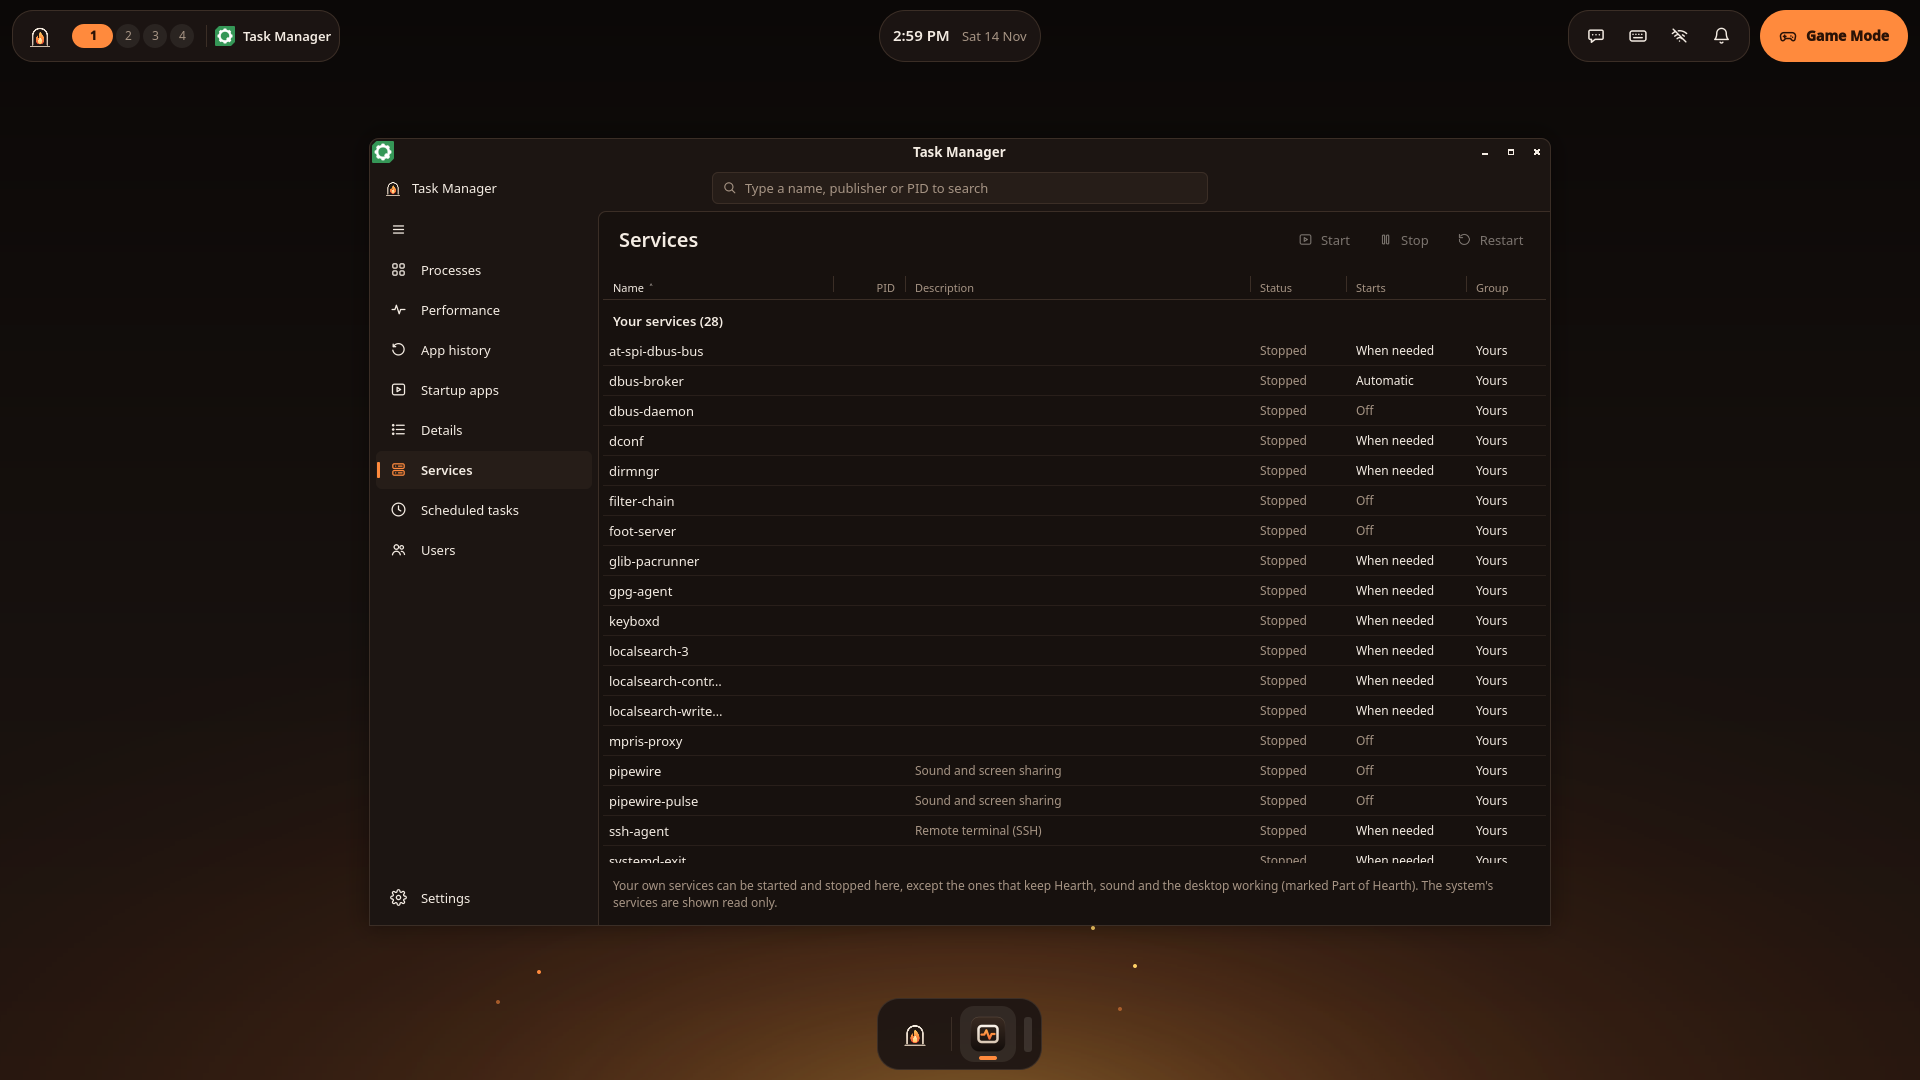 1 2 3 4 Task Manager
2:59 PM Sat 14 Nov
Game Mode
Task Manager
Task Manager
Type a name, publisher or PID to search
Processes
Performance
App history
Startup apps
Details
Services
Scheduled tasks
Users
Settings
Services
Start Stop Restart
Name PID Description Status Starts Group
Your services (28)
at-spi-dbus-bus Stopped When needed Yours
dbus-broker Stopped Automatic Yours
dbus-daemon Stopped Off Yours
dconf Stopped When needed Yours
dirmngr Stopped When needed Yours
filter-chain Stopped Off Yours
foot-server Stopped Off Yours
glib-pacrunner Stopped When needed Yours
gpg-agent Stopped When needed Yours
keyboxd Stopped When needed Yours
localsearch-3 Stopped When needed Yours
localsearch-contr... Stopped When needed Yours
localsearch-write... Stopped When needed Yours
mpris-proxy Stopped Off Yours
pipewire Sound and screen sharing Stopped Off Yours
pipewire-pulse Sound and screen sharing Stopped Off Yours
ssh-agent Remote terminal (SSH) Stopped When needed Yours
systemd-exit Stopped When needed Yours
Your own services can be started and stopped here, except the ones that keep Hearth, sound and the desktop working (marked Part of Hearth). The system's
services are shown read only.